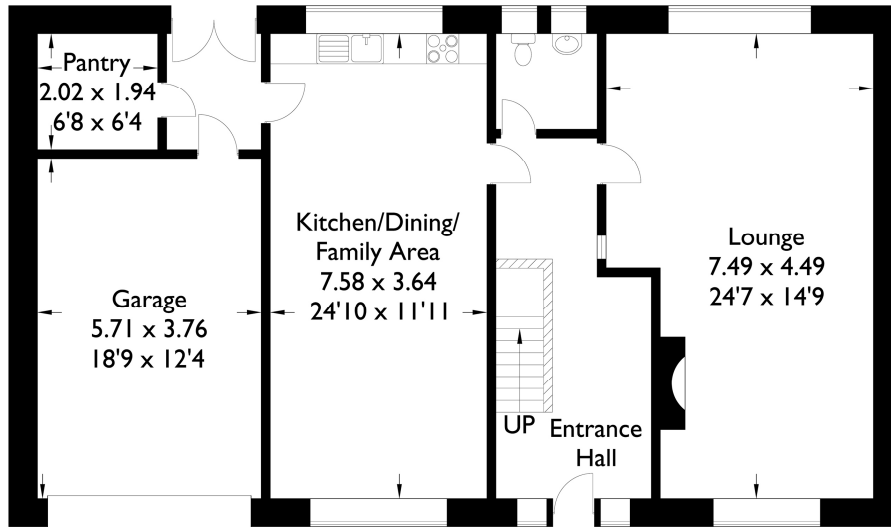 Pantry
2.02 x 1.94
6'8 x 6'4
Kitchen/Dining/
Family Area
7.58 x 3.64
24'10 x 11'11
Lounge
7.49 x 4.49
24'7 x 14'9
Garage
5.71 x 3.76
18'9 x 12'4
UP
Entrance
Hall